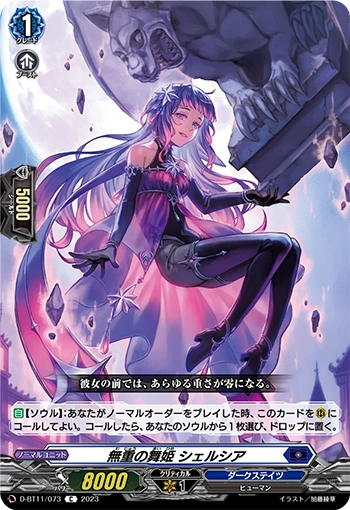 1
グレード
ブースト
5000
シールド
彼女の前では、あらゆる重さが零になる。
自【ソウル】:あなたがノーマルオーダーをプレイした時、このカードをRに
コールしてよい。コールしたら、あなたのソウルから1枚選び、ドロップに置く。
ノーマルユニット
無重の舞姫 シェルシア
パワー
8000
クリティカル
1
ダークステイツ
ヒューマン
D-BT11/073 C 2023
イラスト/加藤綾華